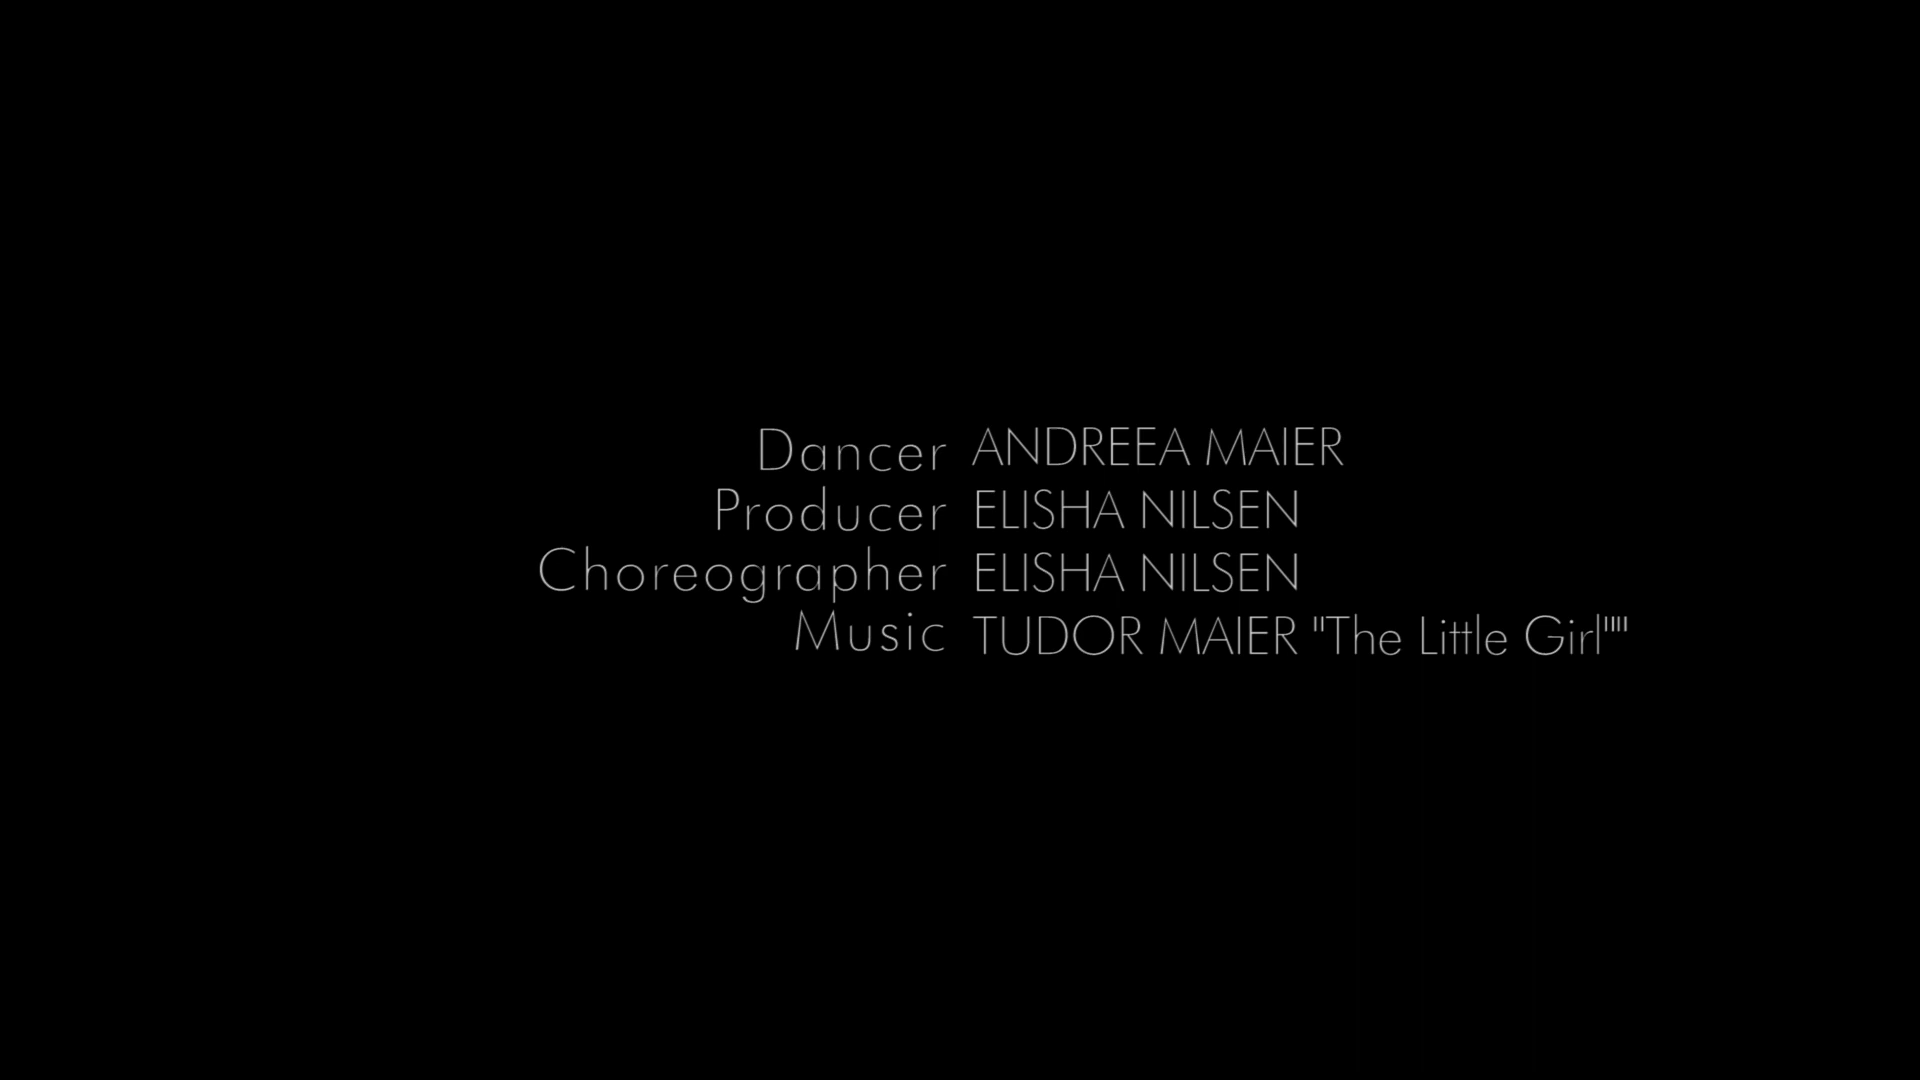 Dancer ANDREEA MAIER
Producer ELISHA NILSEN
Choreographer ELISHA NILSEN
Music TUDOR MAIER "The Little Girl""